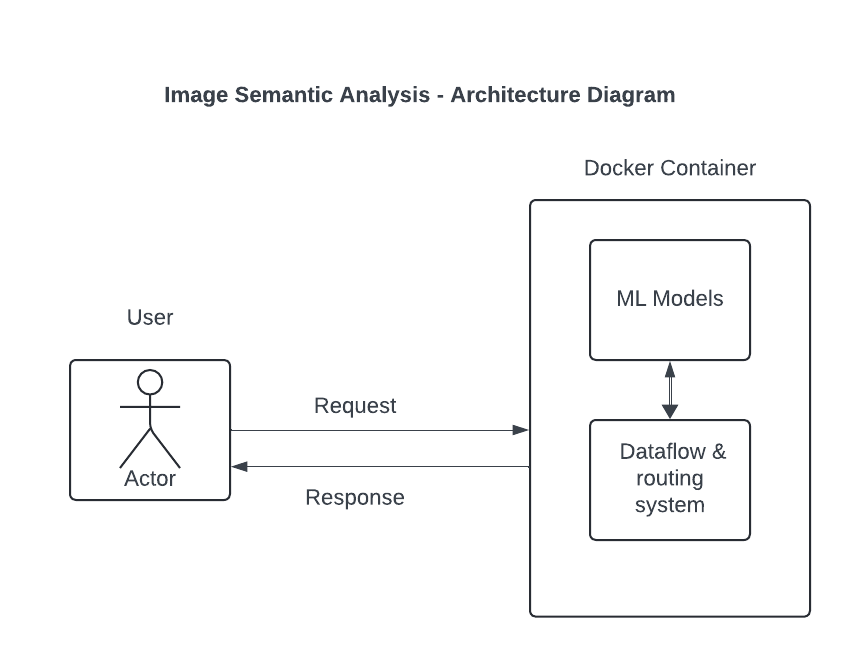 Image Semantic Analysis - Architecture Diagram
Docker Container
ML Models
User
Actor
Request
Response
Dataflow &
routing
system